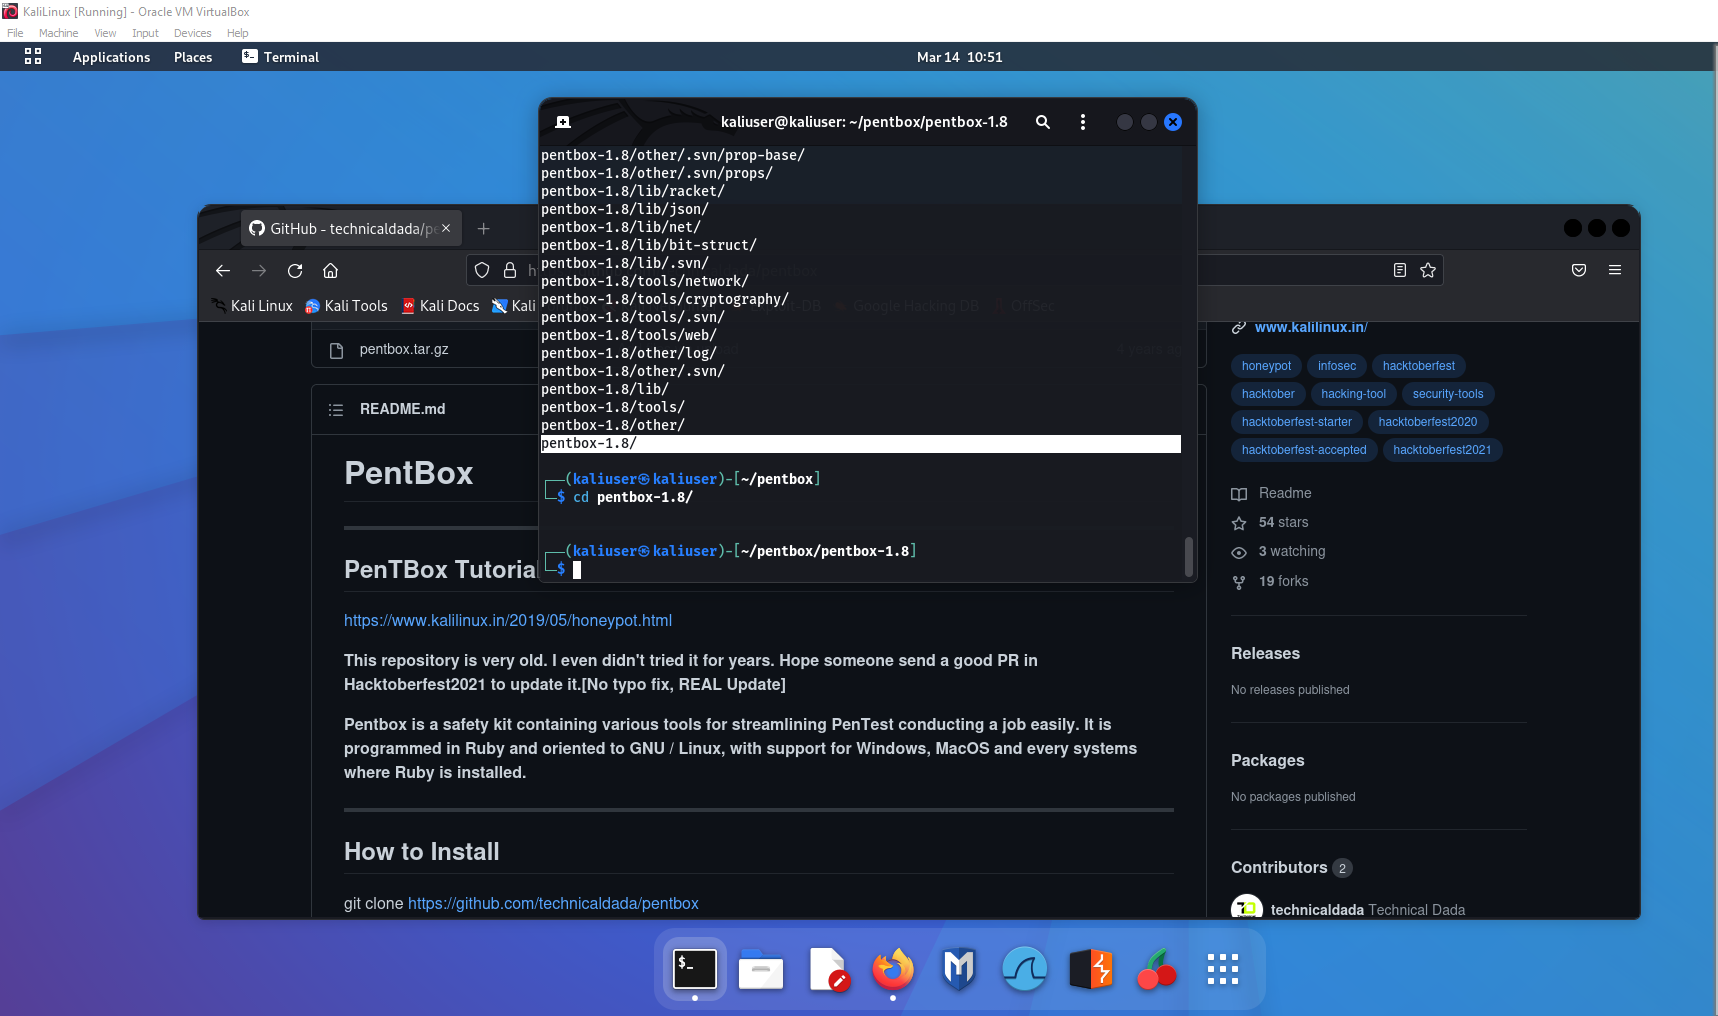 KaliLinux [Running] - Oracle VM VirtualBox
File Machine View Input Devices Help
Applications Places Terminal Mar 14 10:51
kaliuser@kaliuser: ~/pentbox/pentbox-1.8
pentbox-1.8/other/.svn/prop-base/
pentbox-1.8/other/.svn/props/
pentbox-1.8/lib/racket/
pentbox-1.8/lib/json/
pentbox-1.8/lib/net/
pentbox-1.8/lib/bit-struct/
pentbox-1.8/lib/.svn/
pentbox-1.8/tools/network/
pentbox-1.8/tools/cryptography/
pentbox-1.8/tools/.svn/
pentbox-1.8/tools/web/
pentbox-1.8/other/log/
pentbox-1.8/other/.svn/
pentbox-1.8/lib/
pentbox-1.8/tools/
pentbox-1.8/other/
pentbox-1.8/
(kaliuser㉿kaliuser)-[~/pentbox]
$ cd pentbox-1.8/
(kaliuser㉿kaliuser)-[~/pentbox/pentbox-1.8]
$
GitHub - technicaldada/pe
Kali Linux Kali Tools Kali Docs Kali -DB Google Hacking DB OffSec
pentbox.tar.gz
README.md
PentBox
PenTBox Tutorial
https://www.kalilinux.in/2019/05/honeypot.html
This repository is very old. I even didn't tried it for years. Hope someone send a good PR in
Hacktoberfest2021 to update it.[No typo fix, REAL Update]
Pentbox is a safety kit containing various tools for streamlining PenTest conducting a job easily. It is
programmed in Ruby and oriented to GNU / Linux, with support for Windows, MacOS and every systems
where Ruby is installed.
How to Install
git clone https://github.com/technicaldada/pentbox
www.kalilinux.in/
honeypot infosec hacktoberfest
hacktober hacking-tool security-tools
hacktoberfest-starter hacktoberfest2020
hacktoberfest-accepted hacktoberfest2021
Readme
54 stars
3 watching
19 forks
Releases
No releases published
Packages
No packages published
Contributors 2
technicaldada Technical Dada
$_